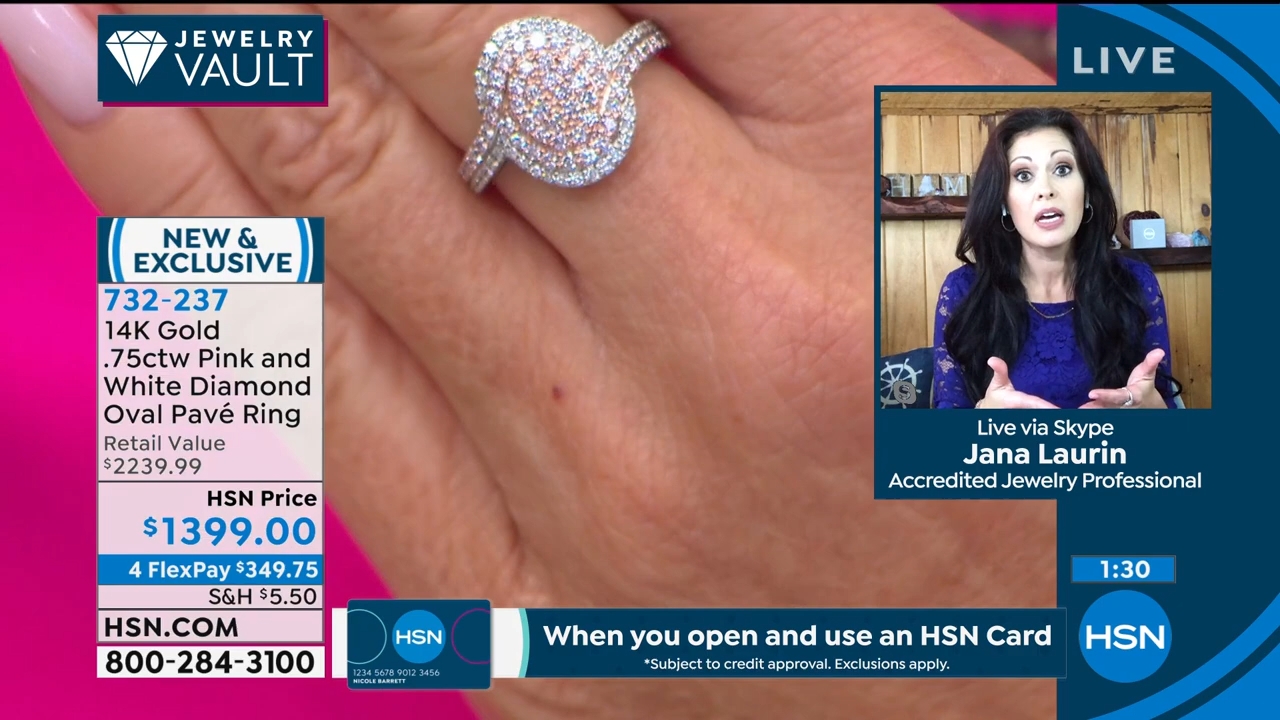 JEWELRY
VAULT
LIVE
HAM
NEW &
EXCLUSIVE
732-237
14K Gold
.75ctw Pink and
White Diamond
Oval Pavé Ring
Retail Value
$2239.99
HSN Price
$1399.00
4 FlexPay $349.75
S&H $5.50
HSN.COM
800-284-3100
Live via Skype
Jana Laurin
Accredited Jewelry Professional
1:30
HSN
HSN
1234 5678 9012 3456
NICOLE BARRETT
When you open and use an HSN Card
*Subject to credit approval. Exclusions apply.